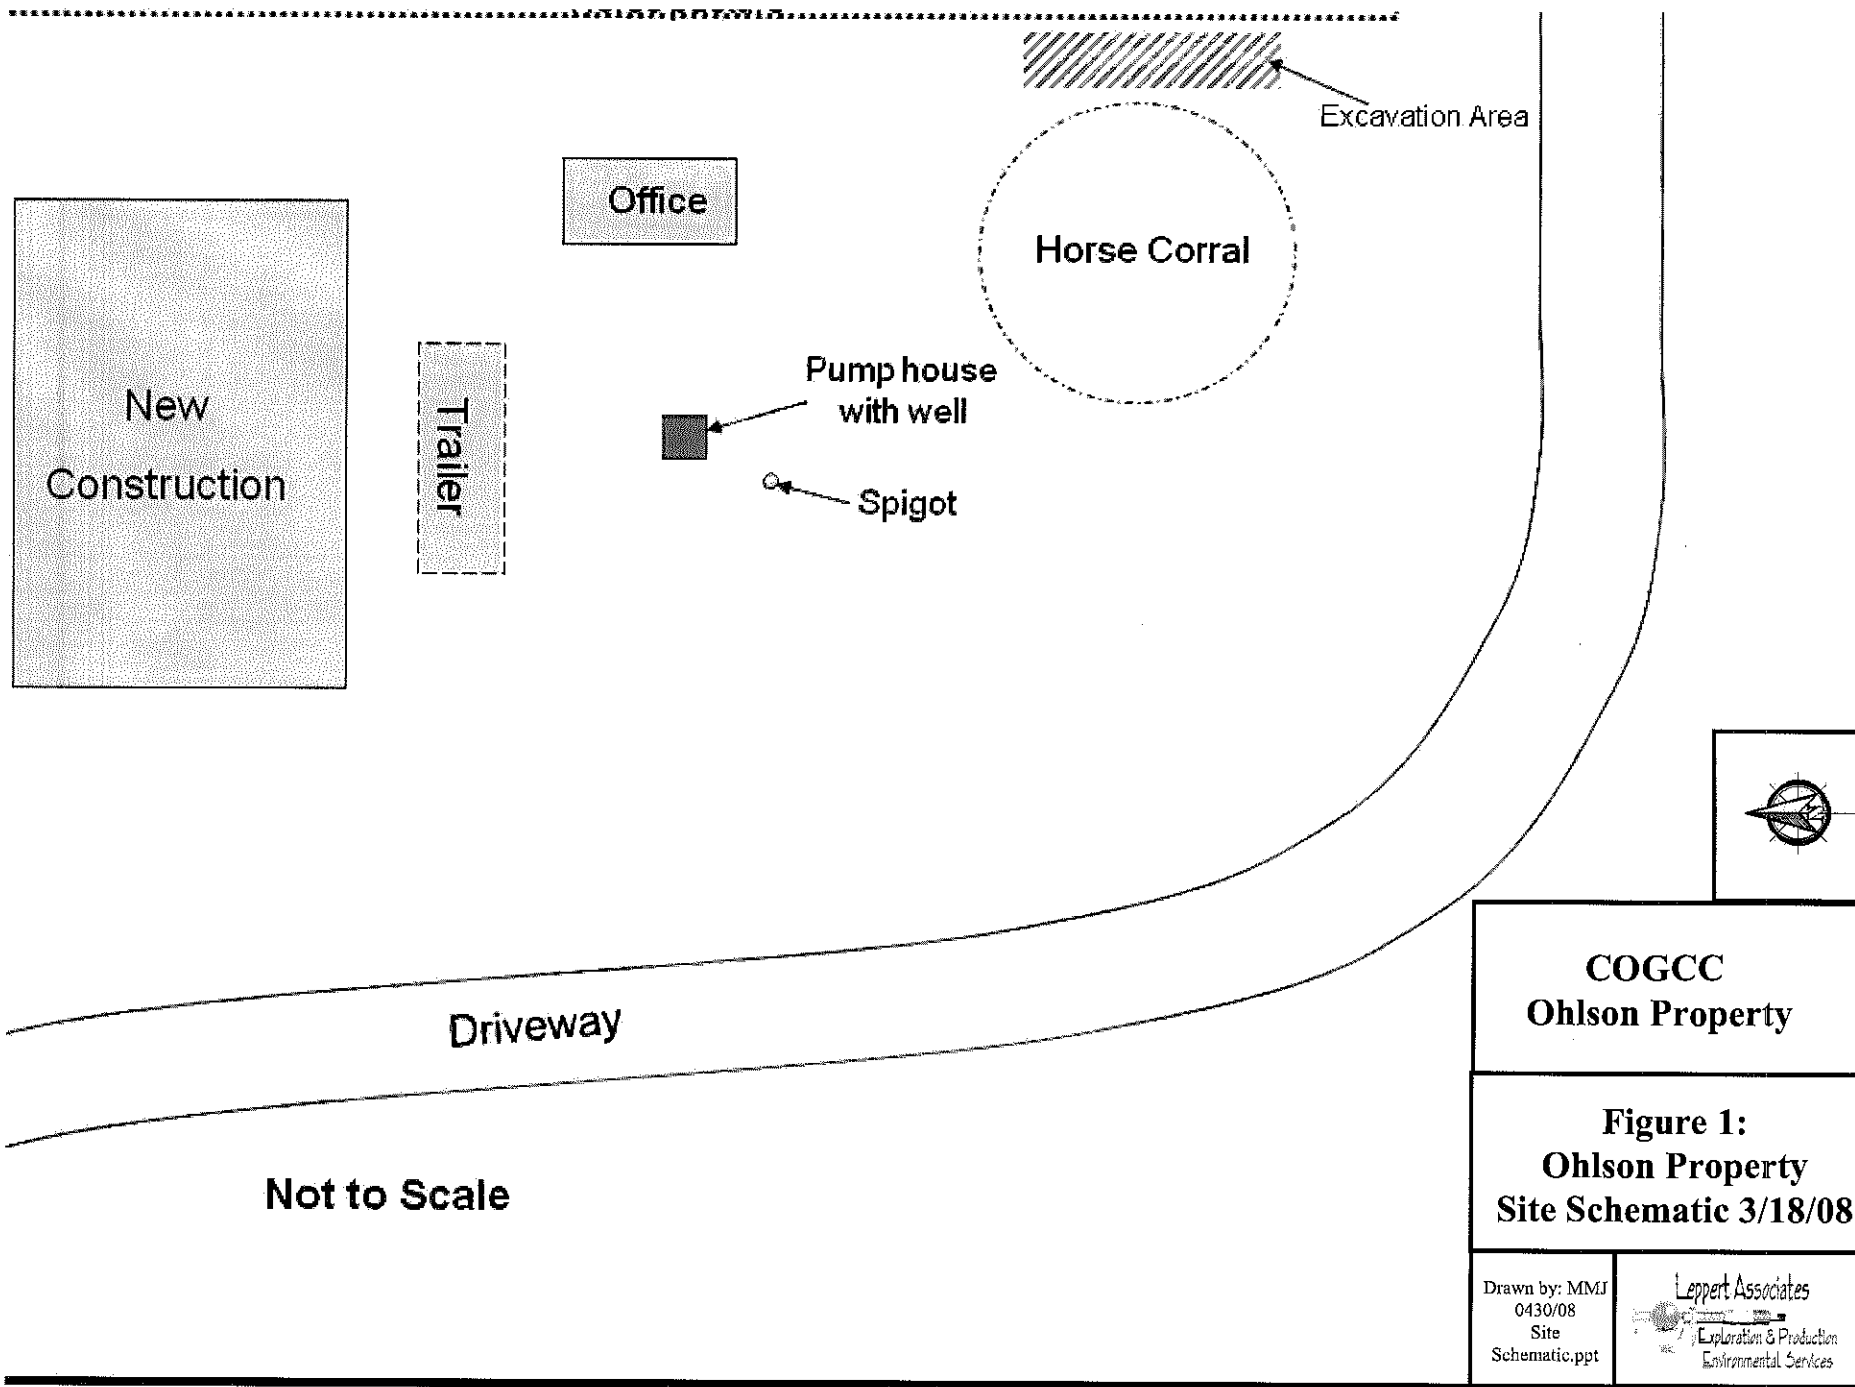 Excavation Area
Office
Horse Corral
Pump house
with well
New
Construction
Trailer
Spigot
Driveway
Not to Scale
COGCC
Ohlson Property
Figure 1:
Ohlson Property
Site Schematic 3/18/08
Drawn by: MMJ
0430/08
Site
Schematic.ppt
Leppert Associates
Exploration & Production
Environmental Services